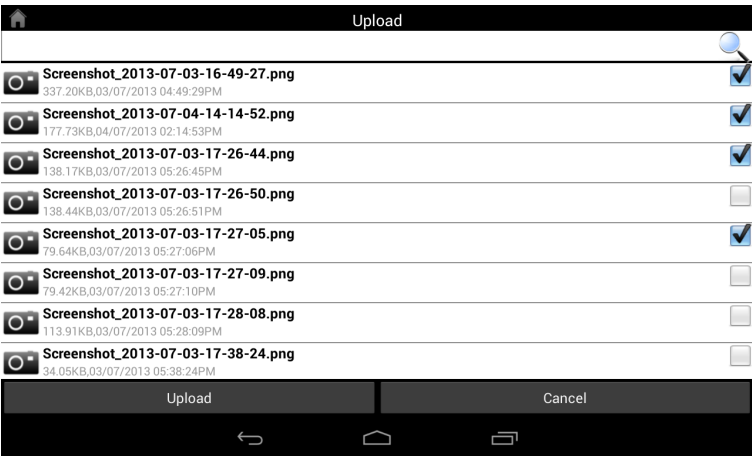 Upload
Screenshot_2013-07-03-16-49-27.png
337.20KB,03/07/2013 04:49:29PM
Screenshot_2013-07-04-14-14-52.png
177.73KB,04/07/2013 02:14:53PM
Screenshot_2013-07-03-17-26-44.png
138.17KB,03/07/2013 05:26:45PM
Screenshot_2013-07-03-17-26-50.png
138.44KB,03/07/2013 05:26:51PM
Screenshot_2013-07-03-17-27-05.png
79.64KB,03/07/2013 05:27:06PM
Screenshot_2013-07-03-17-27-09.png
79.42KB,03/07/2013 05:27:10PM
Screenshot_2013-07-03-17-28-08.png
113.91KB,03/07/2013 05:28:09PM
Screenshot_2013-07-03-17-38-24.png
34.05KB,03/07/2013 05:38:24PM
Upload Cancel